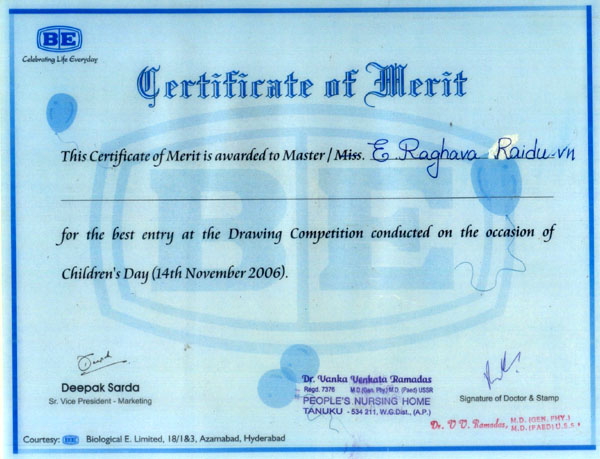 BE
Celebrating Life Everyday
Certificate of Merit
This Certificate of Merit is awarded to Master / Miss. E Raghava Raidu.vn
for the best entry at the Drawing Competition conducted on the occasion of
Children's Day (14th November 2006).
BE
Deepak
Deepak Sarda
Sr. Vice President - Marketing
Dr. Vanka Venkata Ramadas
Regd. 7376 M.D.(Gen. Phy.) M.D. (Paed) USSR
PEOPLE'S NURSING HOME
TANUKU - 534 211, W.G.Dist., (A.P.)
Signature of Doctor & Stamp
Dr. V V. Ramadas, M.D. (GEN. PHY.)
M.D. (PAED) U.S.S.R
Courtesy: BE Biological E. Limited, 18/1&3, Azamabad, Hyderabad